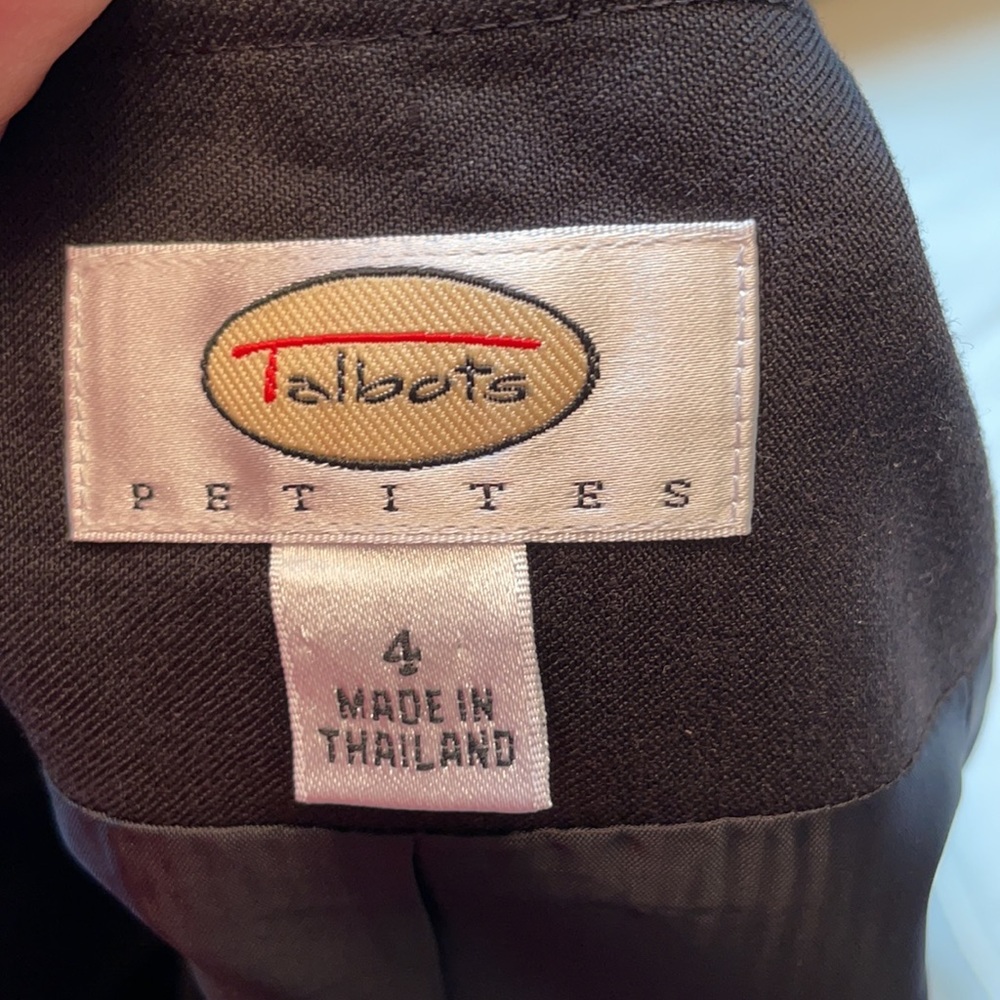 Talbots
PETITES
4
MADE IN
THAILAND